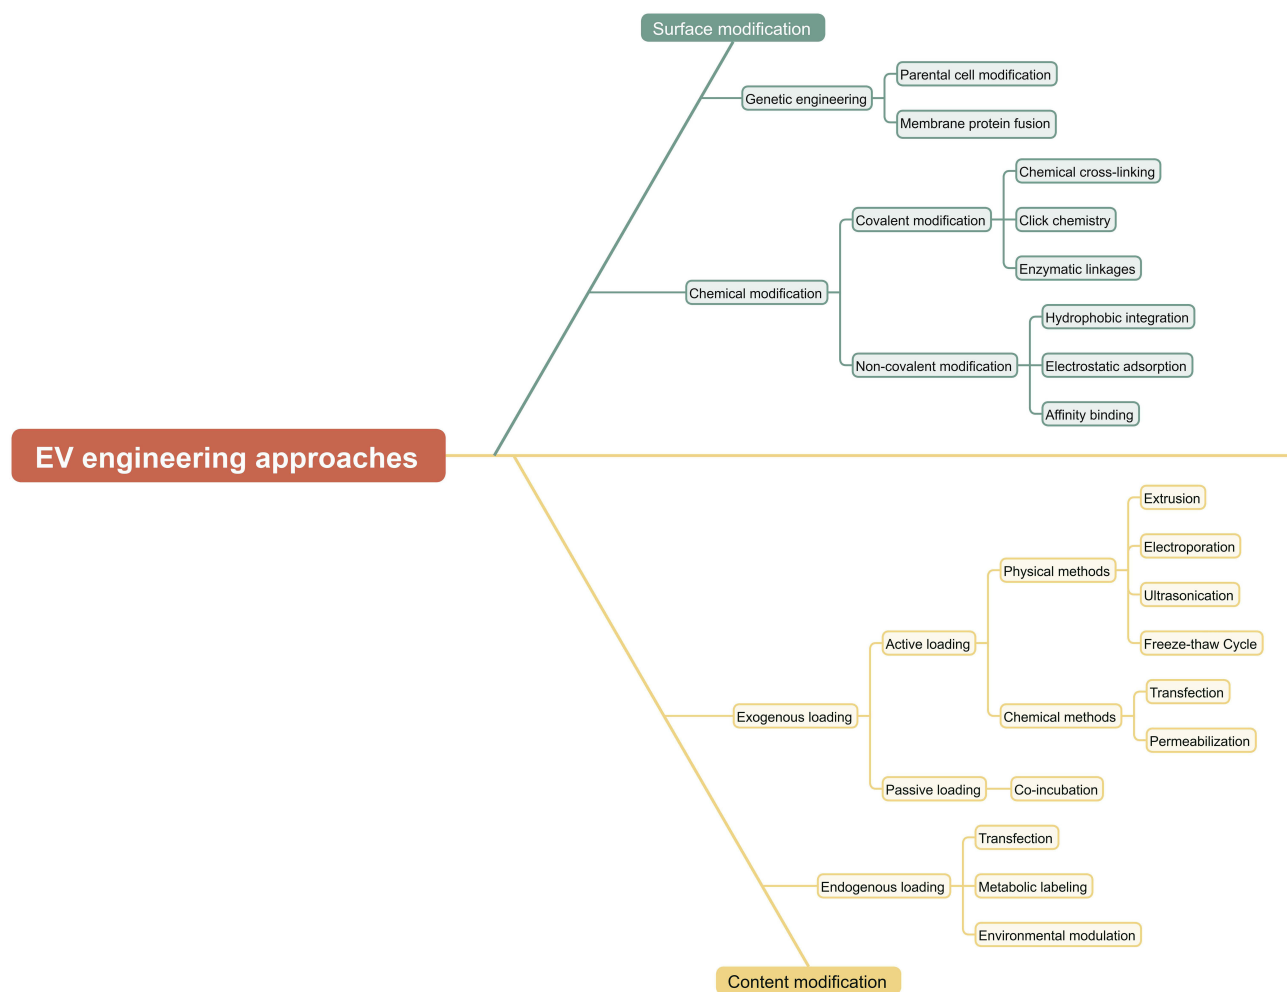 Surface modification
Parental cell modification
Genetic engineering
Membrane protein fusion
Chemical cross-linking
Covalent modification
Click chemistry
Enzymatic linkages
Chemical modification
Hydrophobic integration
Non-covalent modification
Electrostatic adsorption
Affinity binding
EV engineering approaches
Extrusion
Electroporation
Physical methods
Ultrasonication
Active loading
Freeze-thaw Cycle
Transfection
Exogenous loading
Chemical methods
Permeabilization
Passive loading
Co-incubation
Transfection
Endogenous loading
Metabolic labeling
Environmental modulation
Content modification